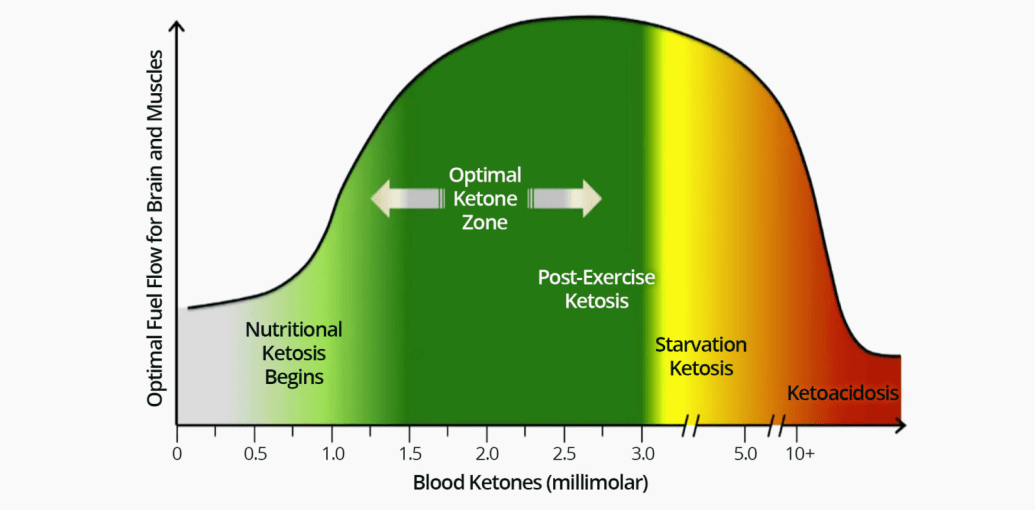 Optimal Fuel Flow for Brain and Muscles
Optimal
Ketone
Zone
Post-Exercise
Ketosis
Nutritional
Ketosis
Begins
Starvation
Ketosis
Ketoacidosis
0 0.5 1.0 1.5 2.0 2.5 3.0 5.0 10+
Blood Ketones (millimolar)